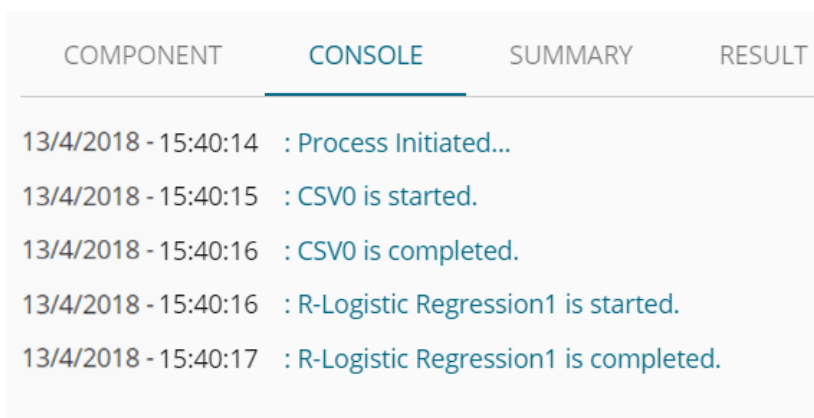 COMPONENT CONSOLE SUMMARY RESULT
13/4/2018 - 15:40:14 : Process Initiated...
13/4/2018 - 15:40:15 : CSV0 is started.
13/4/2018 - 15:40:16 : CSV0 is completed.
13/4/2018 - 15:40:16 : R-Logistic Regression1 is started.
13/4/2018 - 15:40:17 : R-Logistic Regression1 is completed.